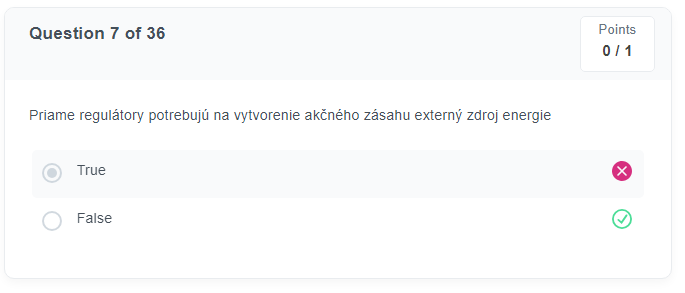 Question 7 of 36
Points
0 / 1
Priame regulátory potrebujú na vytvorenie akčného zásahu externý zdroj energie
True
False